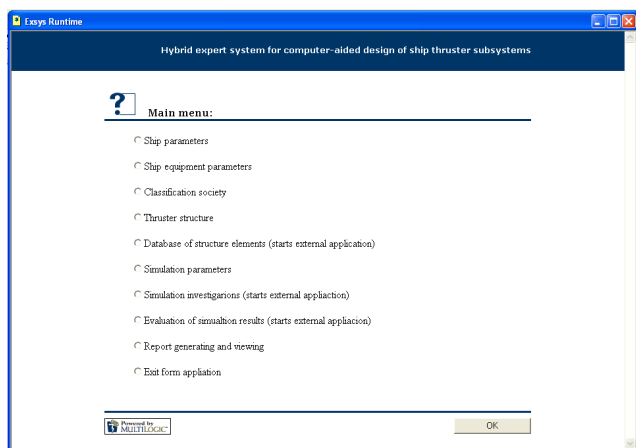 Exsys Runtime
Hybrid expert system for computer-aided design of ship thruster subsystems
?
Main menu:
Ship parameters
Ship equipment parameters
Classification society
Thruster structure
Database of structure elements (starts external application)
Simulation parameters
Simulation investigarions (starts external appliaction)
Evaluation of simualtion results (starts external appliacion)
Report generating and viewing
Exit form appliation
Powered by
MULTILOGIC
OK